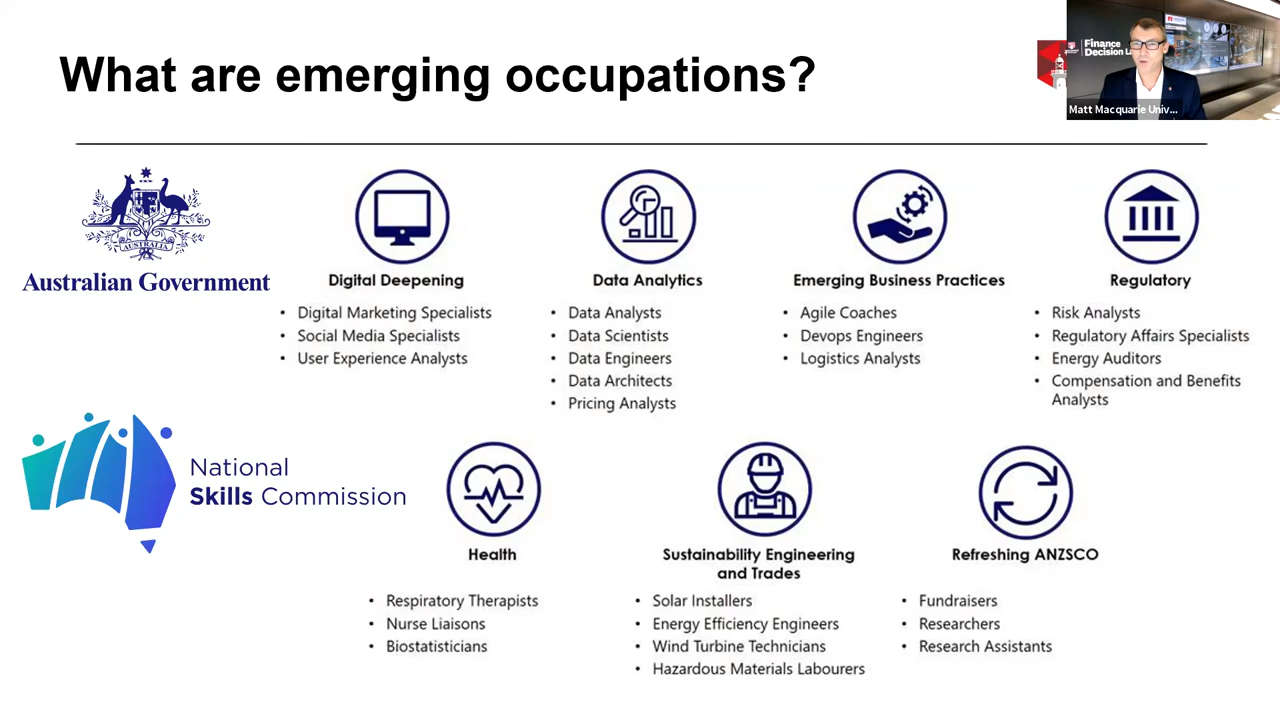 What are emerging occupations?
Finance
Decision
Matt Macquarie Univ...
AUSTRALIA
Australian Government
Digital Deepening
• Digital Marketing Specialists
• Social Media Specialists
• User Experience Analysts
Data Analytics
• Data Analysts
• Data Scientists
• Data Engineers
• Data Architects
• Pricing Analysts
Emerging Business Practices
• Agile Coaches
• Devops Engineers
• Logistics Analysts
Regulatory
• Risk Analysts
• Regulatory Affairs Specialists
• Energy Auditors
• Compensation and Benefits
Analysts
National
Skills Commission
Health
• Respiratory Therapists
• Nurse Liaisons
• Biostatisticians
Sustainability Engineering
and Trades
• Solar Installers
• Energy Efficiency Engineers
• Wind Turbine Technicians
• Hazardous Materials Labourers
Refreshing ANZSCO
• Fundraisers
• Researchers
• Research Assistants